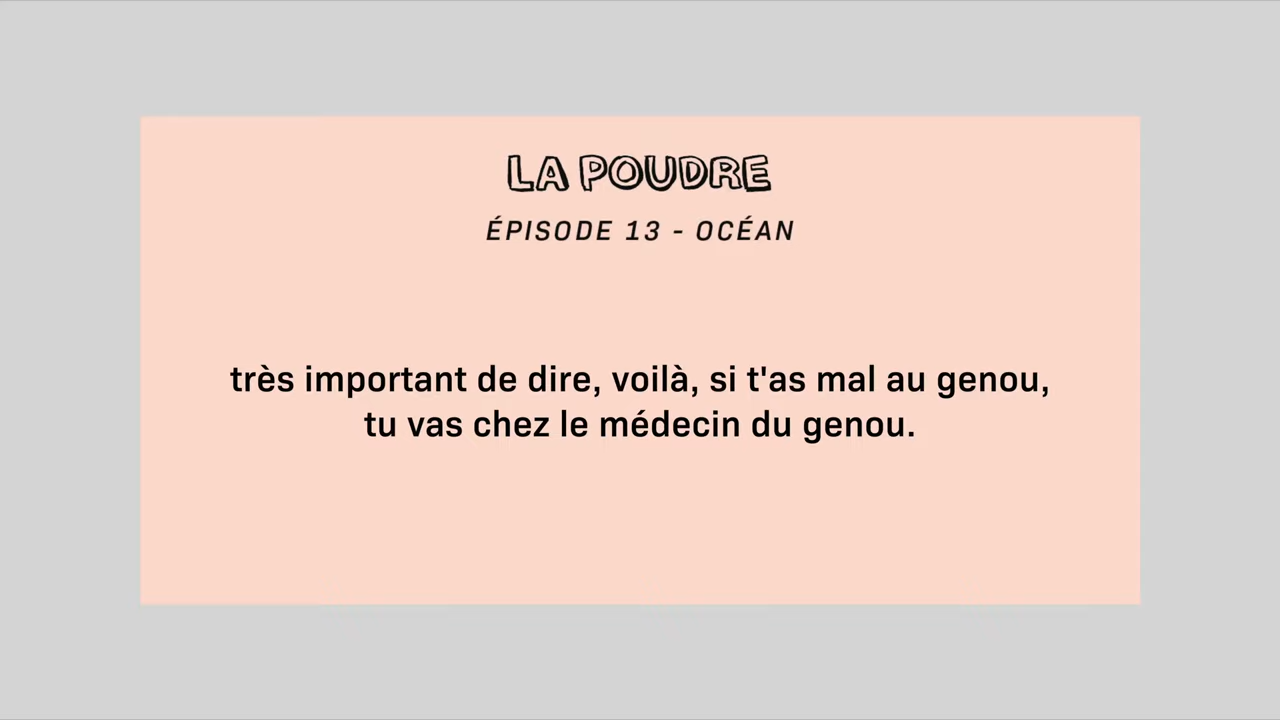 LA POUDRE
ÉPISODE 13 - OCÉAN
très important de dire, voilà, si t'as mal au genou,
tu vas chez le médecin du genou.